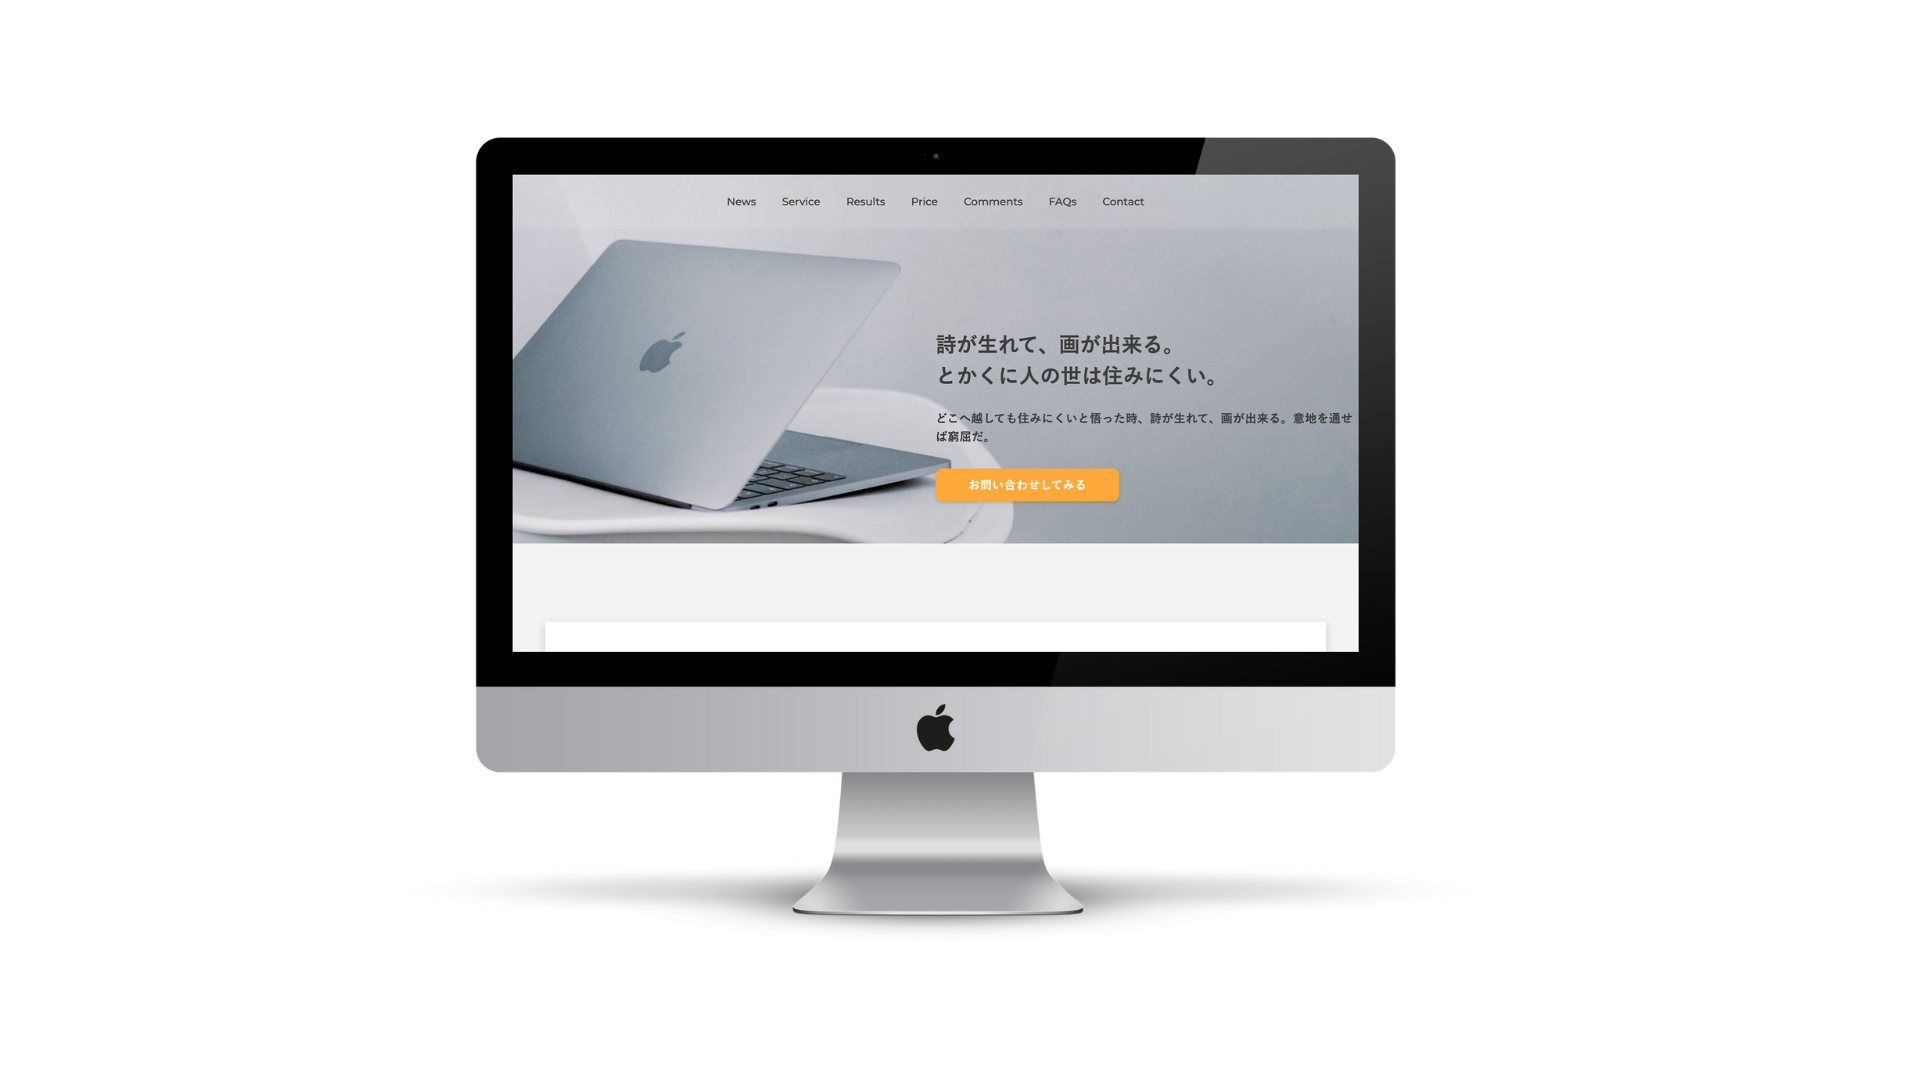 News Service Results Price Comments FAQs Contact
詩が生れて、画が出来る。
とかくに人の世は住みにくい。
どこへ越しても住みにくいと悟った時、詩が生れて、画が出来る。意地を通せ
ば窮屈だ。
お問い合わせしてみる